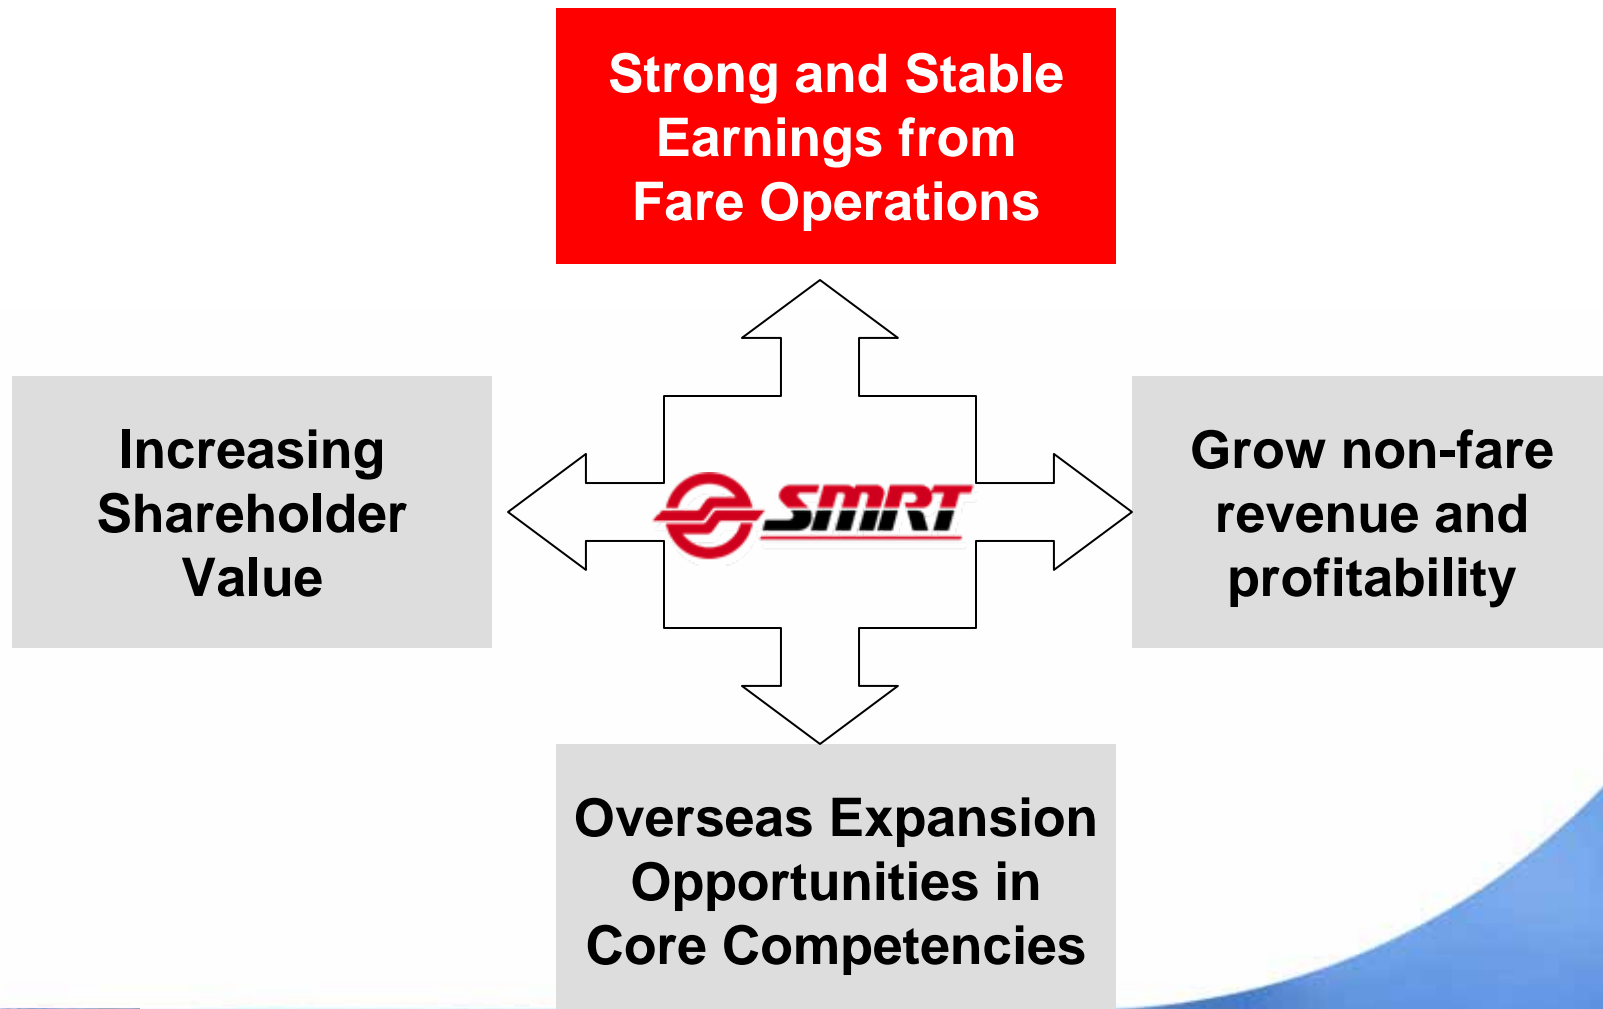 Strong and Stable
Earnings from
Fare Operations
Increasing
Shareholder
Value
SMRT
Grow non-fare
revenue and
profitability
Overseas Expansion
Opportunities in
Core Competencies